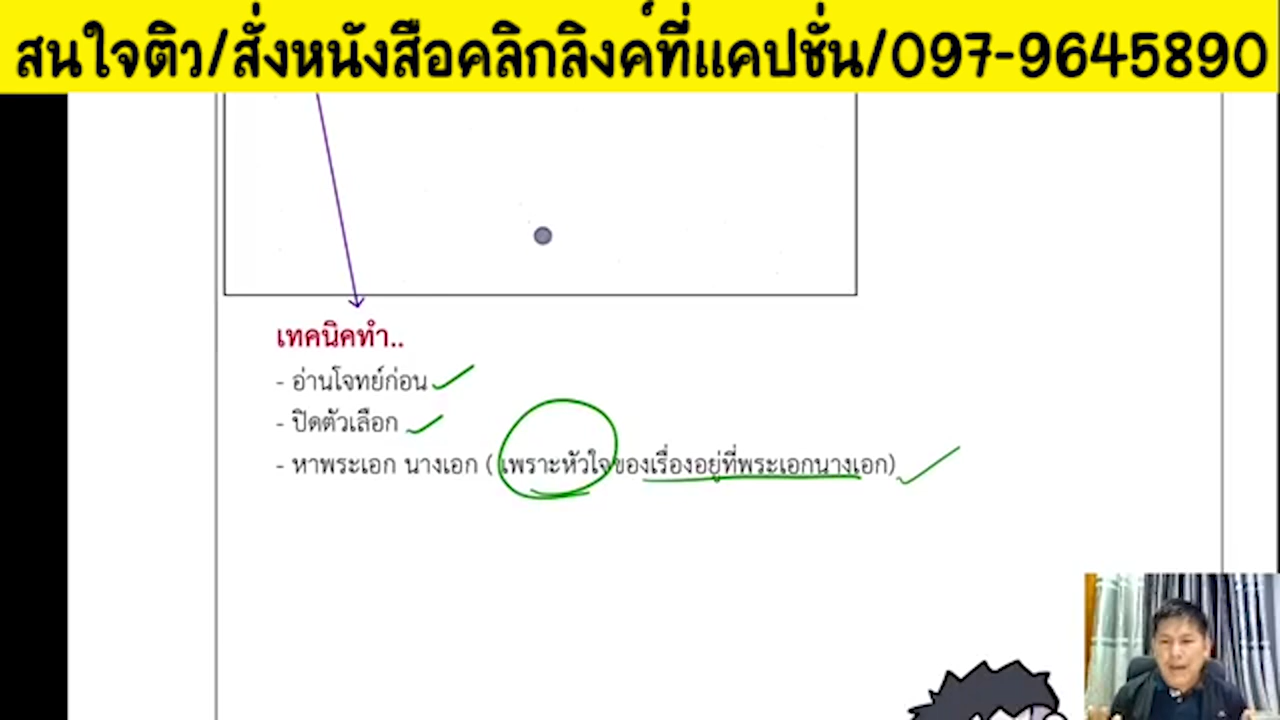 สนใจติว/สั่งหนังสือคลิกลิงค์ที่แคปชั่น/097-9645890
เทคนิคทำ..
- อ่านโจทย์ก่อน
- ปิดตัวเลือก
- หาพระเอก นางเอก ( เพราะหัวใจของเรื่องอยู่ที่พระเอกนางเอก)